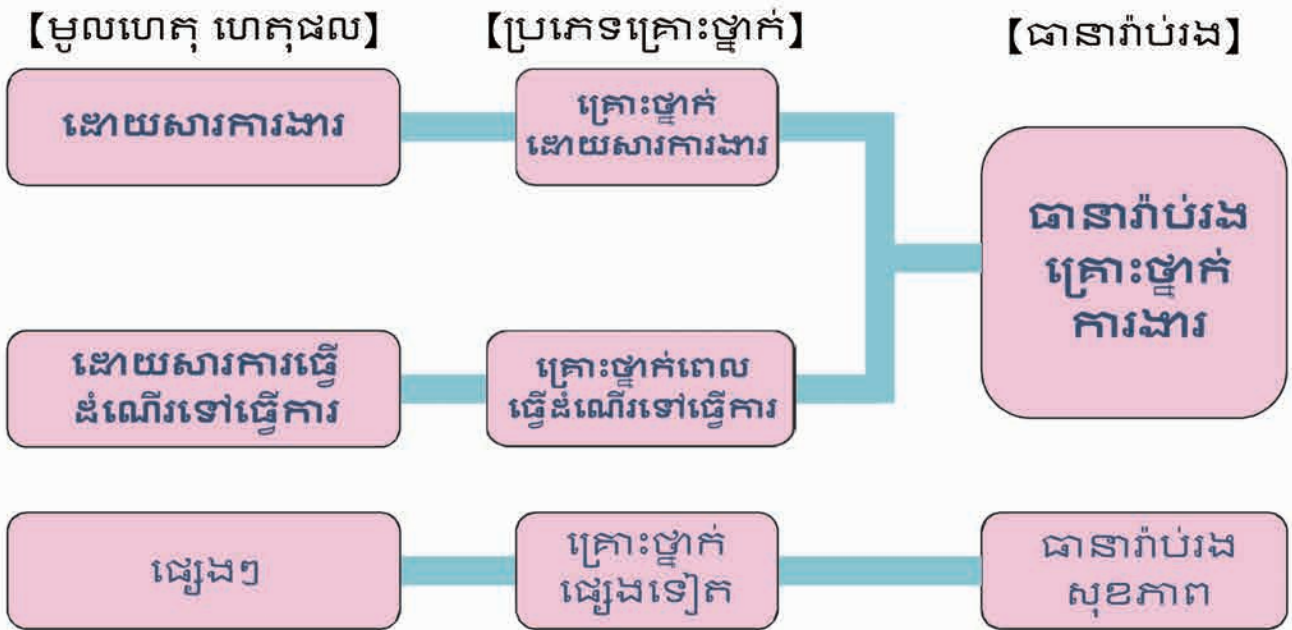 【មូលហេតុ ហេតុផល】
【ប្រភេទគ្រោះថ្នាក់】
【ធានារ៉ាប់រង】
ដោយសារការងារ
គ្រោះថ្នាក់
ដោយសារការងារ
ធានារ៉ាប់រង
គ្រោះថ្នាក់
ការងារ
ដោយសារការធ្វើ
ដំណើរទៅធ្វើការ
គ្រោះថ្នាក់ពេល
ធ្វើដំណើរទៅធ្វើការ
ផ្សេងៗ
គ្រោះថ្នាក់
ផ្សេងទៀត
ធានារ៉ាប់រង
សុខភាព